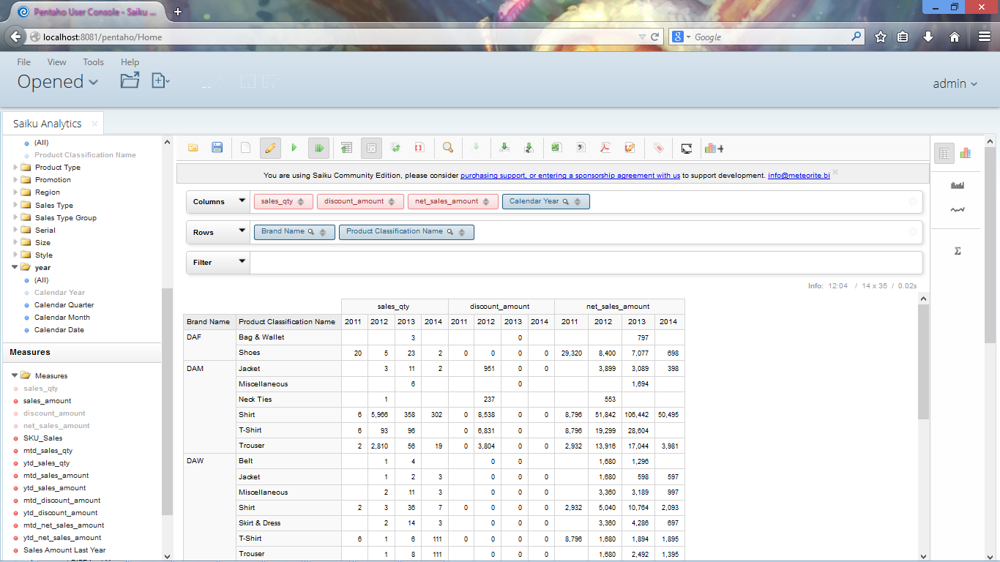 Pentaho User Console - Saiku ...
localhost:8081/pentaho/Home
Google
File View Tools Help
Opened
admin
Saiku Analytics
(All)
Product Classification Name
Product Type
Promotion
Region
Sales Type
Sales Type Group
Serial
Size
Style
year
(All)
Calendar Year
Calendar Quarter
Calendar Month
Calendar Date
Measures
Measures
sales_qty
sales_amount
discount_amount
net_sales_amount
SKU_Sales
mtd_sales_qty
ytd_sales_qty
mtd_sales_amount
ytd_sales_amount
mtd_discount_amount
ytd_discount_amount
mtd_net_sales_amount
ytd_net_sales_amount
Sales Amount Last Year
You are using Saiku Community Edition, please consider purchasing support, or entering a sponsorship agreement with us to support development. info@meteorite.bi
Columns sales_qty discount_amount net_sales_amount Calendar Year
Rows Brand Name Product Classification Name
Filter
Info: 12:04 / 14 x 35 / 0.02s
sales_qty discount_amount net_sales_amount
Brand Name Product Classification Name 2011 2012 2013 2014 2011 2012 2013 2014 2011 2012 2013 2014
DAF Bag & Wallet 3 0 797
Shoes 20 5 23 2 0 0 0 0 29,320 8,400 7,077 698
DAM Jacket 3 11 2 951 0 0 3,899 3,089 398
Miscellaneous 6 0 1,694
Neck Ties 1 237 553
Shirt 6 5,966 358 302 0 8,538 0 0 8,796 51,842 106,442 50,495
T-Shirt 6 93 96 0 6,831 0 8,796 19,299 28,604
Trouser 2 2,810 56 19 0 3,804 0 0 2,932 13,916 17,044 3,981
DAW Belt 1 4 0 0 1,680 1,296
Jacket 1 2 3 0 0 0 1,680 598 597
Miscellaneous 2 11 3 0 0 0 3,360 3,189 997
Shirt 2 3 36 7 0 0 0 0 2,932 5,040 10,764 2,093
Skirt & Dress 2 14 3 0 0 0 3,360 4,286 697
T-Shirt 6 1 6 111 0 0 0 0 8,796 1,680 1,894 1,895
Trouser 1 8 111 0 0 0 1,680 2,492 1,395